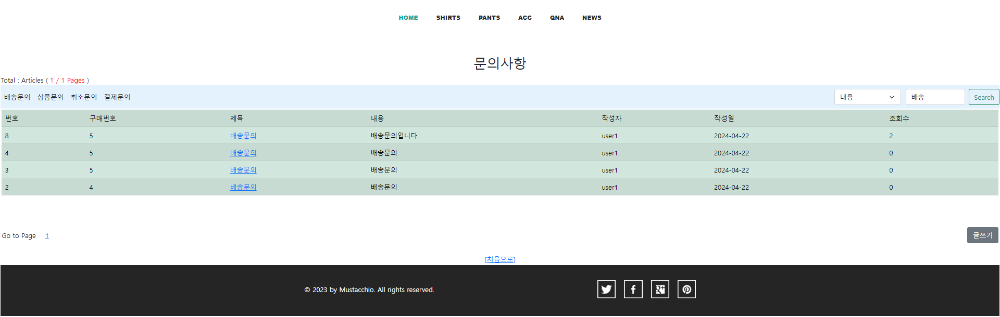 HOME SHIRTS PANTS ACC QNA NEWS
문의사항
Total : Articles ( 1 / 1 Pages )
배송문의 상품문의 취소문의 결제문의 내용 배송 Search
번호 구매번호 제목 내용 작성자 작성일 조회수
8 5 배송문의 배송문의입니다. user1 2024-04-22 2
4 5 배송문의 배송문의 user1 2024-04-22 0
3 5 배송문의 배송문의 user1 2024-04-22 0
2 4 배송문의 배송문의 user1 2024-04-22 0
Go to Page 1 글쓰기
[처음으로]
© 2023 by Mustacchio. All rights reserved.